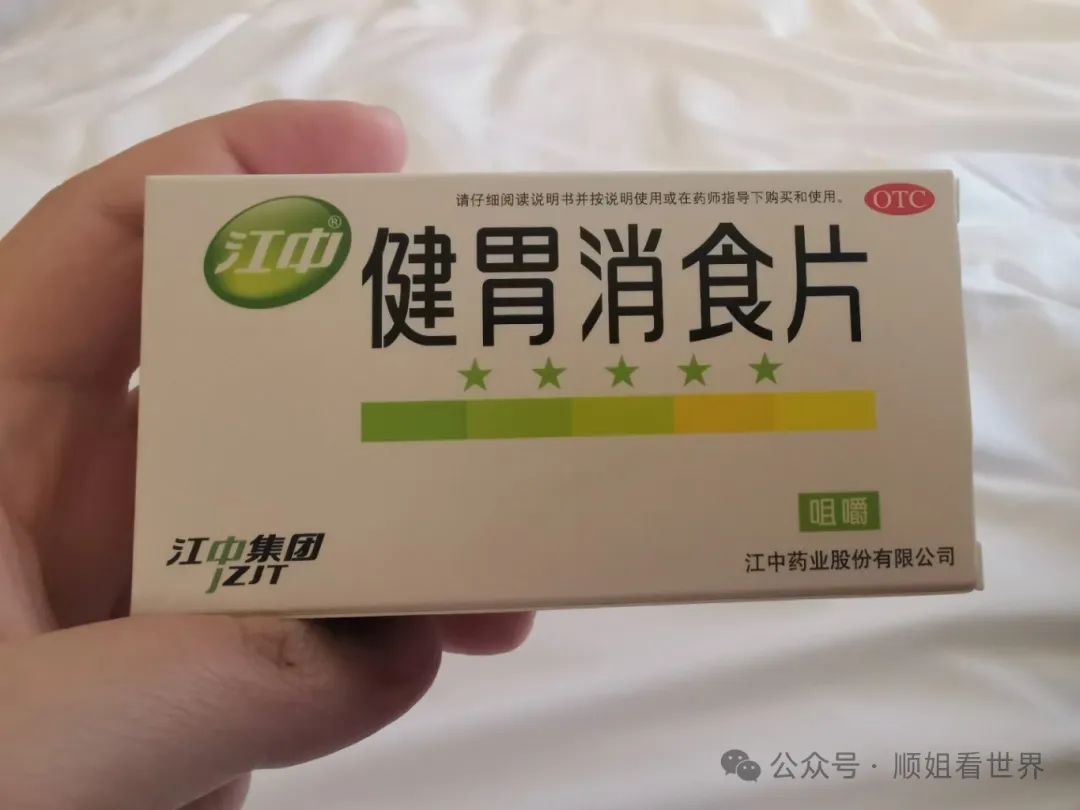 请仔细阅读说明书并按说明使用或在药师指导下购买和使用。
OTC
江中®
健胃消食片
咀嚼
江中集团
JZJT
江中药业股份有限公司
公众号 · 顺姐看世界